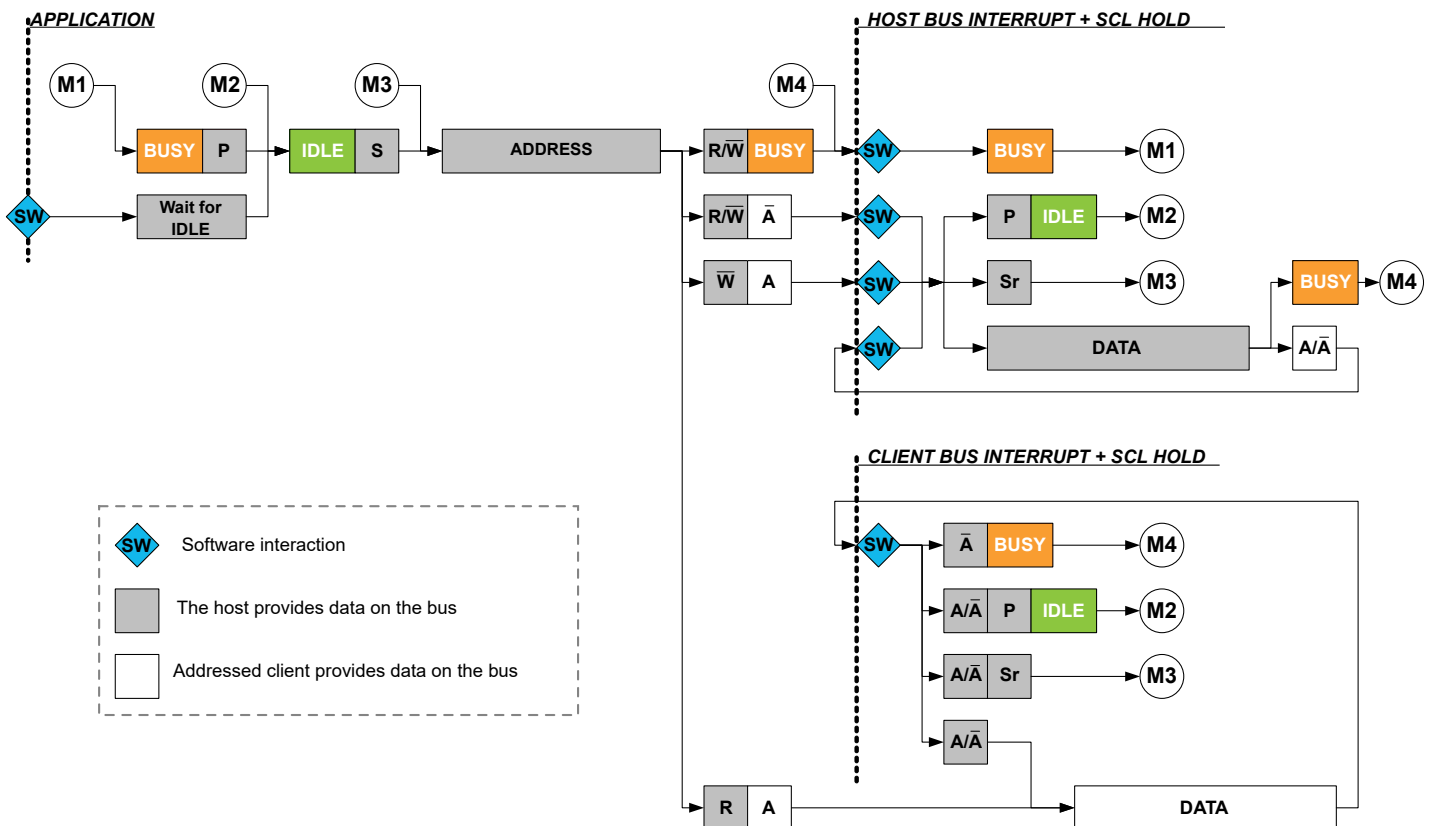 APPLICATION
HOST BUS INTERRUPT + SCL HOLD
M1
M2
M3
M4
BUSY P
IDLE S
ADDRESS
R/W̅ BUSY
SW
BUSY
M1
SW
Wait for
IDLE
R/W̅ A̅
SW
P IDLE
M2
W̅ A
SW
Sr
M3
BUSY
M4
SW
DATA
A/A̅
CLIENT BUS INTERRUPT + SCL HOLD
SW
A̅ BUSY
M4
A/A̅ P IDLE
M2
A/A̅ Sr
M3
A/A̅
R A
DATA
SW Software interaction
The host provides data on the bus
Addressed client provides data on the bus